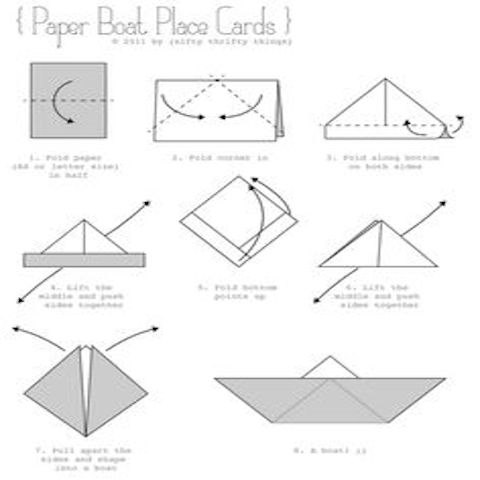 { Paper Boat Place Cards }
© 2011 by {nifty thrifty things}
1. Fold paper
(A4 or letter size)
in half
2. Fold corner in
3. Fold along bottom
on both sides
4. Lift the
middle and push
sides together
5. Fold bottom
points up
6. Lift the
middle and push
sides together
7. Pull apart the
sides and shape
into a boat
8. A boat!